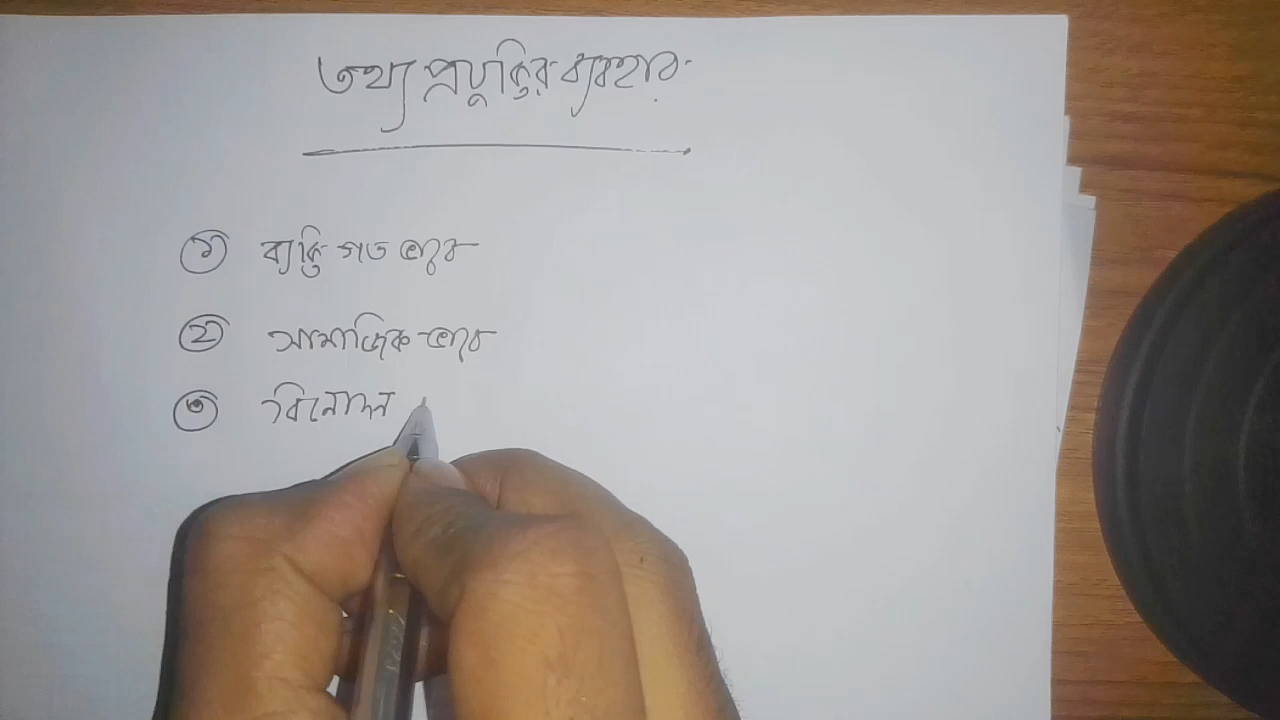 তথ্য প্রযুক্তির ব্যবহার
১ ব্যক্তি গত ভাবে
২ সামাজিক ভাবে
৩ বিনোদন